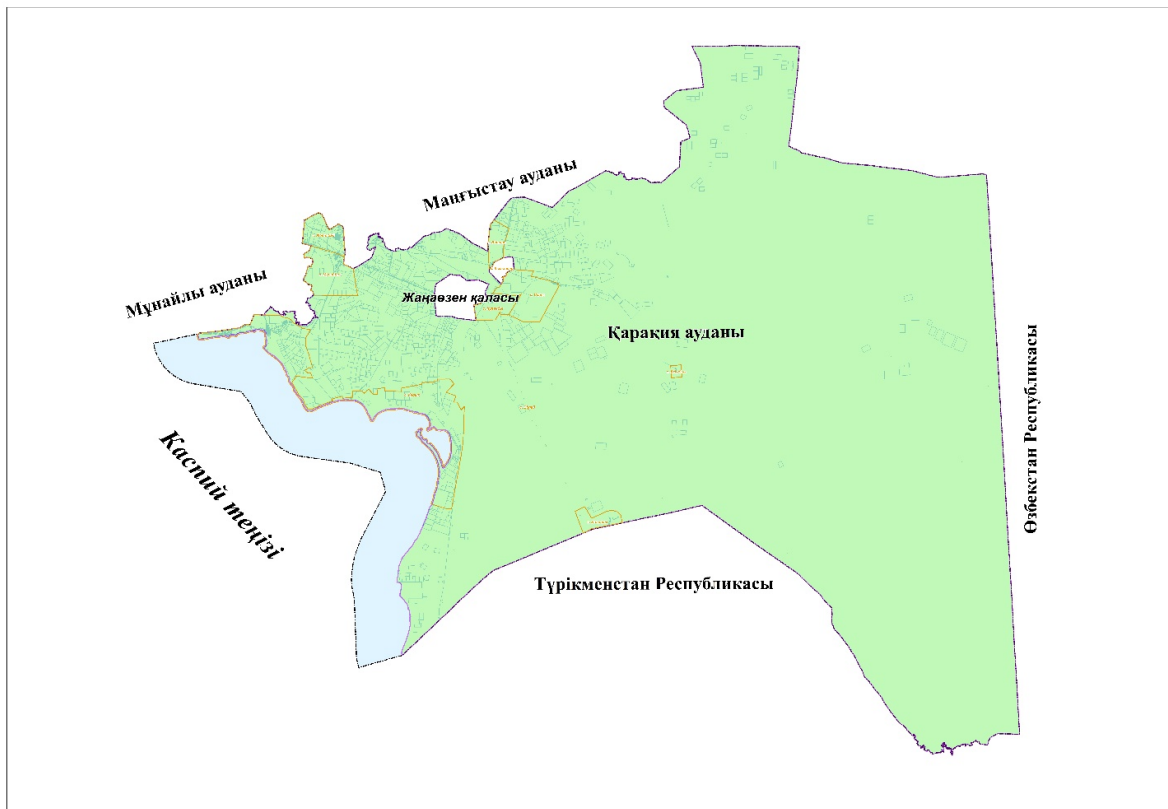 Маңғыстау ауданы
Мұнайлы ауданы
Жаңаөзен қаласы
Қарақия ауданы
Өзбекстан Республикасы
Каспий теңізі
Түрікменстан Республикасы